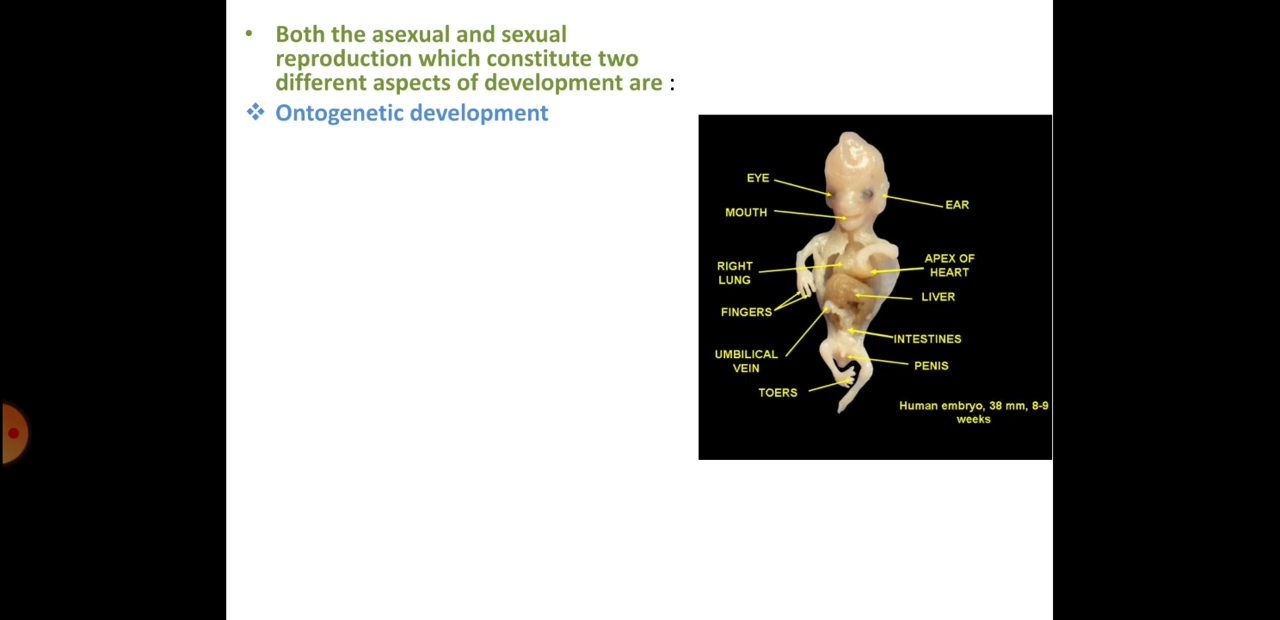 • Both the asexual and sexual
reproduction which constitute two
different aspects of development are :
❖ Ontogenetic development
EYE
EAR
MOUTH
RIGHT
LUNG
APEX OF
HEART
LIVER
FINGERS
INTESTINES
UMBILICAL
VEIN
PENIS
TOERS
Human embryo, 38 mm, 8-9
weeks